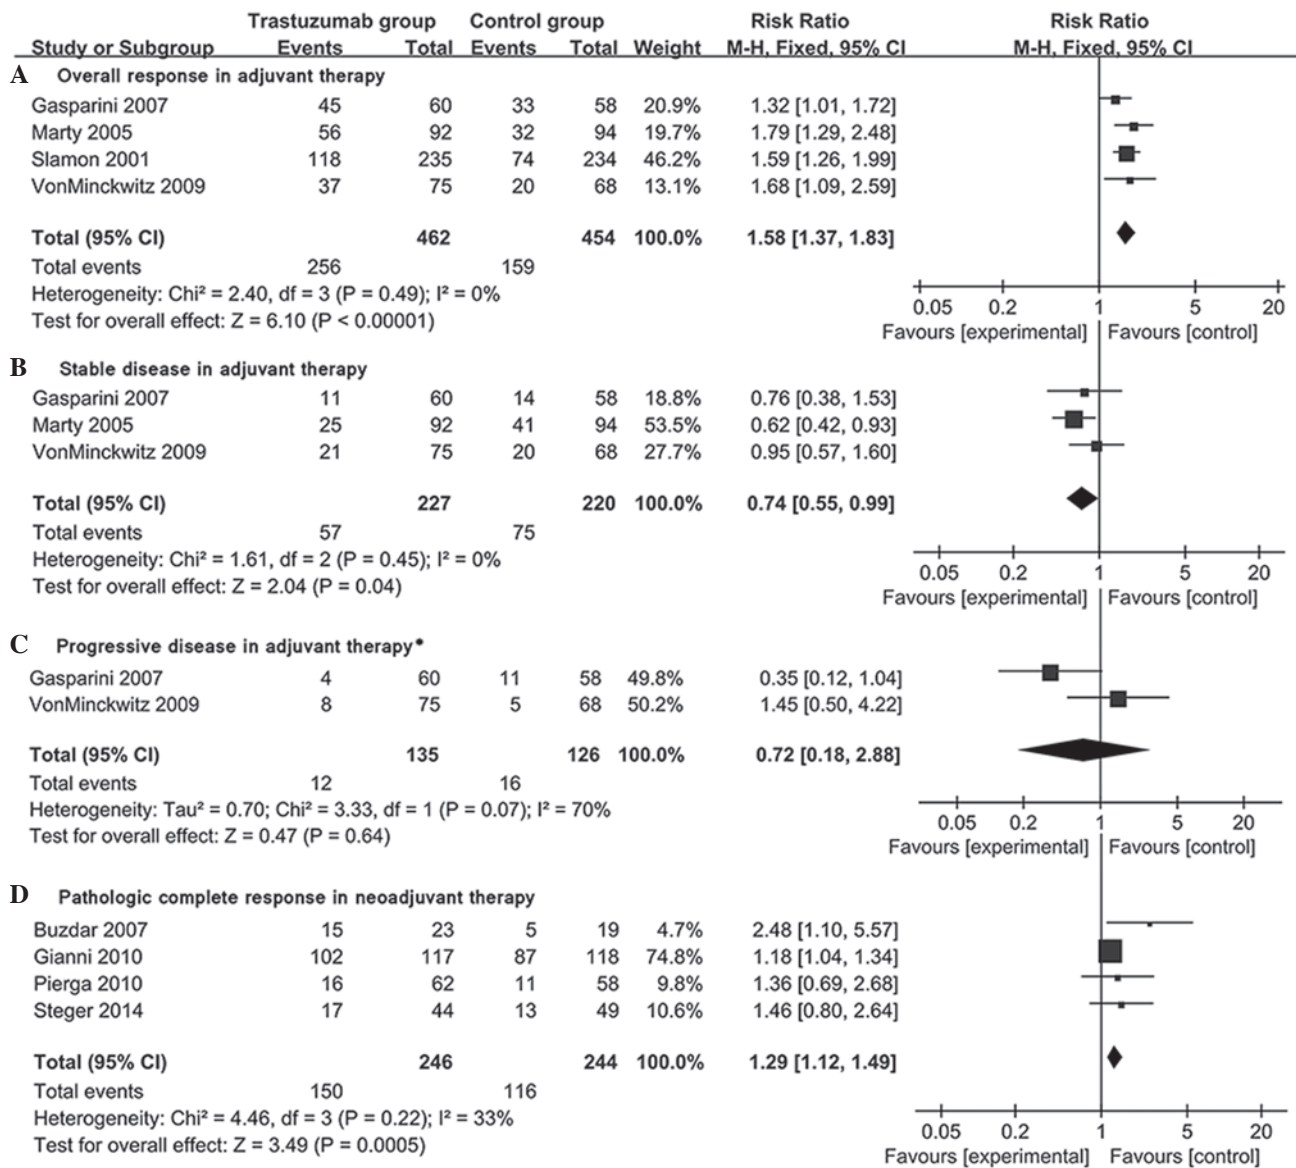 Trastuzumab group Control group Risk Ratio Risk Ratio
Study or Subgroup Events Total Events Total Weight M-H, Fixed, 95% CI M-H, Fixed, 95% CI
A Overall response in adjuvant therapy
Gasparini 2007 45 60 33 58 20.9% 1.32 [1.01, 1.72]
Marty 2005 56 92 32 94 19.7% 1.79 [1.29, 2.48]
Slamon 2001 118 235 74 234 46.2% 1.59 [1.26, 1.99]
VonMinckwitz 2009 37 75 20 68 13.1% 1.68 [1.09, 2.59]
Total (95% CI) 462 454 100.0% 1.58 [1.37, 1.83]
Total events 256 159
Heterogeneity: Chi² = 2.40, df = 3 (P = 0.49); I² = 0%
0.05 0.2 1 5 20
Test for overall effect: Z = 6.10 (P < 0.00001)
Favours [experimental] Favours [control]
B Stable disease in adjuvant therapy
Gasparini 2007 11 60 14 58 18.8% 0.76 [0.38, 1.53]
Marty 2005 25 92 41 94 53.5% 0.62 [0.42, 0.93]
VonMinckwitz 2009 21 75 20 68 27.7% 0.95 [0.57, 1.60]
Total (95% CI) 227 220 100.0% 0.74 [0.55, 0.99]
Total events 57 75
Heterogeneity: Chi² = 1.61, df = 2 (P = 0.45); I² = 0%
0.05 0.2 1 5 20
Test for overall effect: Z = 2.04 (P = 0.04)
Favours [experimental] Favours [control]
C Progressive disease in adjuvant therapy*
Gasparini 2007 4 60 11 58 49.8% 0.35 [0.12, 1.04]
VonMinckwitz 2009 8 75 5 68 50.2% 1.45 [0.50, 4.22]
Total (95% CI) 135 126 100.0% 0.72 [0.18, 2.88]
Total events 12 16
Heterogeneity: Tau² = 0.70; Chi² = 3.33, df = 1 (P = 0.07); I² = 70%
0.05 0.2 1 5 20
Test for overall effect: Z = 0.47 (P = 0.64)
Favours [experimental] Favours [control]
D Pathologic complete response in neoadjuvant therapy
Buzdar 2007 15 23 5 19 4.7% 2.48 [1.10, 5.57]
Gianni 2010 102 117 87 118 74.8% 1.18 [1.04, 1.34]
Pierga 2010 16 62 11 58 9.8% 1.36 [0.69, 2.68]
Steger 2014 17 44 13 49 10.6% 1.46 [0.80, 2.64]
Total (95% CI) 246 244 100.0% 1.29 [1.12, 1.49]
Total events 150 116
Heterogeneity: Chi² = 4.46, df = 3 (P = 0.22); I² = 33%
0.05 0.2 1 5 20
Test for overall effect: Z = 3.49 (P = 0.0005)
Favours [experimental] Favours [control]